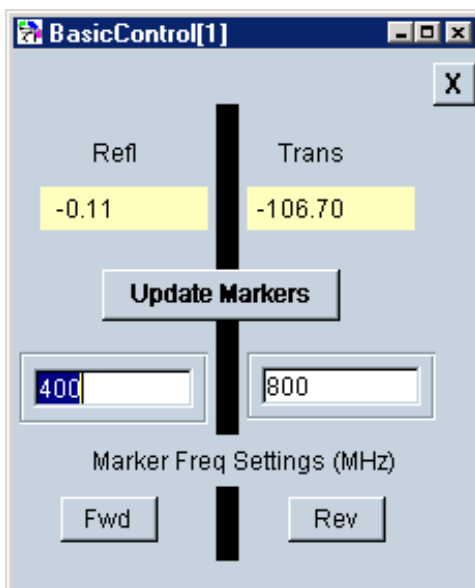 BasicControl[1]
X
Refl Trans
-0.11 -106.70
Update Markers
400 800
Marker Freq Settings (MHz)
Fwd Rev